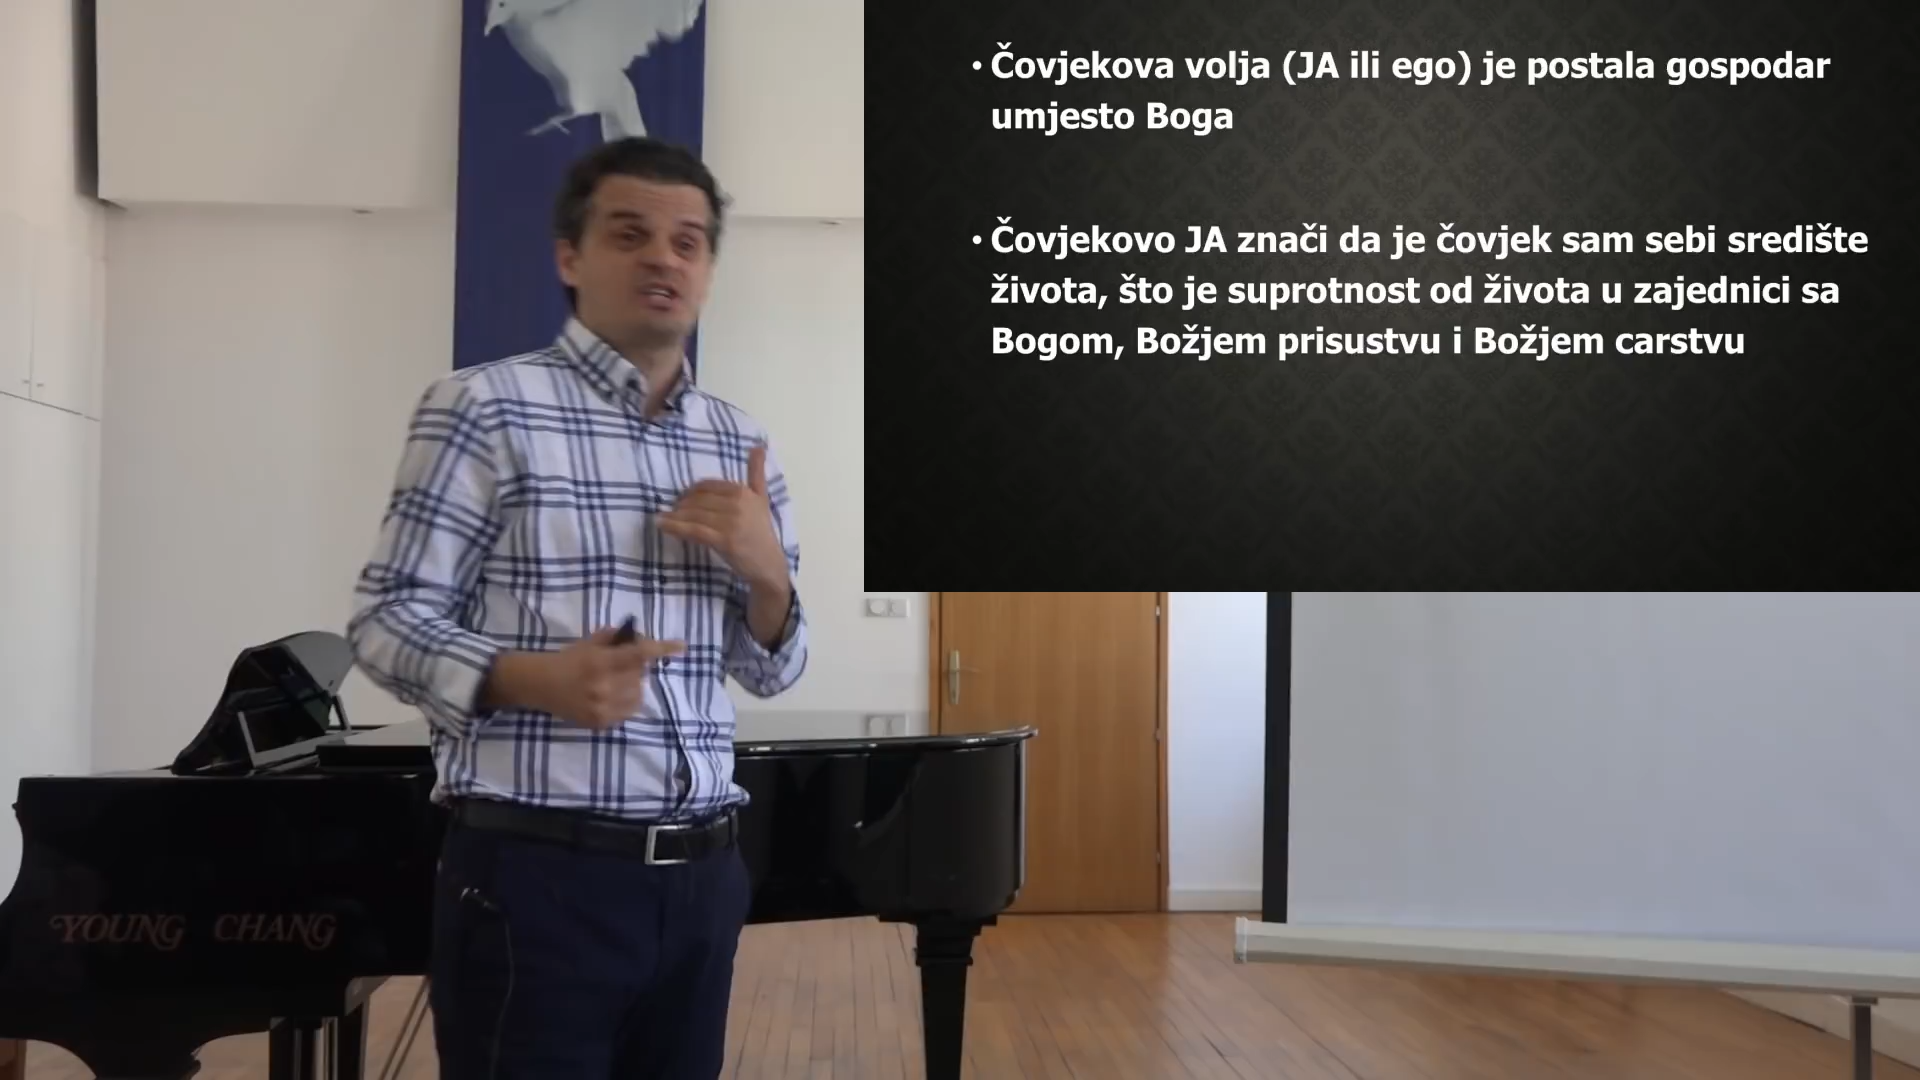 • Čovjekova volja (JA ili ego) je postala gospodar
umjesto Boga
• Čovjekovo JA znači da je čovjek sam sebi središte
života, što je suprotnost od života u zajednici sa
Bogom, Božjem prisustvu i Božjem carstvu
YOUNG CHANG